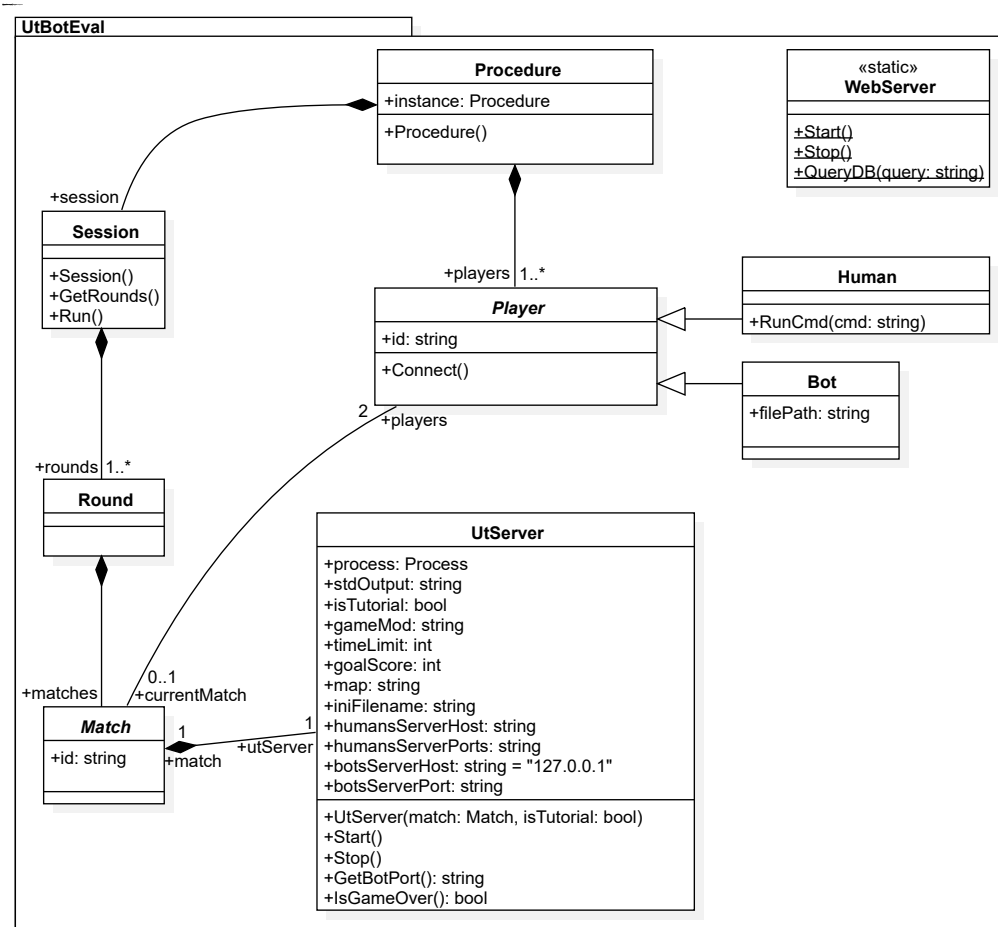 UtBotEval
Procedure
+instance: Procedure
+Procedure()
«static»
WebServer
+Start()
+Stop()
+QueryDB(query: string)
+session
Session
+Session()
+GetRounds()
+Run()
+players 1..*
Player
+id: string
+Connect()
Human
+RunCmd(cmd: string)
Bot
+filePath: string
2
+players
+rounds 1..*
Round
UtServer
+process: Process
+stdOutput: string
+isTutorial: bool
+gameMod: string
+timeLimit: int
+goalScore: int
+map: string
+iniFilename: string
+humansServerHost: string
+humansServerPorts: string
+botsServerHost: string = "127.0.0.1"
+botsServerPort: string
+UtServer(match: Match, isTutorial: bool)
+Start()
+Stop()
+GetBotPort(): string
+IsGameOver(): bool
0..1
+matches
+currentMatch
Match
+id: string
1
+match
1
+utServer